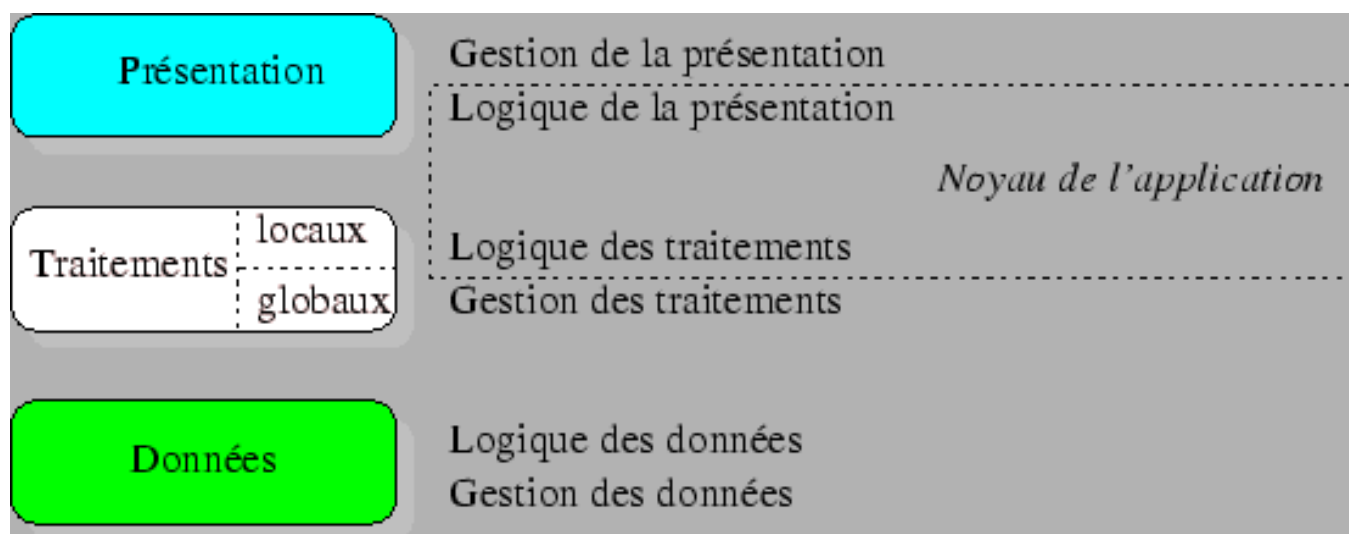 Présentation
Gestion de la présentation
Logique de la présentation
Noyau de l'application
Traitements
locaux
globaux
Logique des traitements
Gestion des traitements
Données
Logique des données
Gestion des données